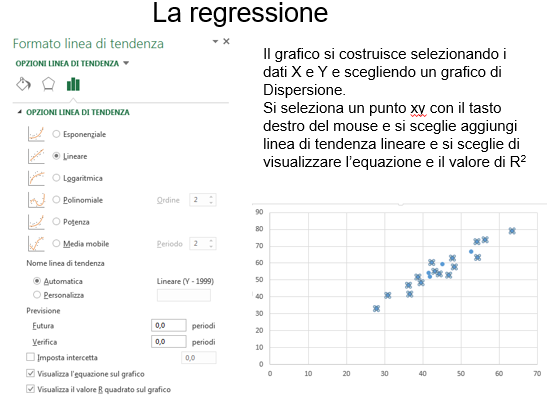 La regressione
Formato linea di tendenza
OPZIONI LINEA DI TENDENZA
OPZIONI LINEA DI TENDENZA
Esponenziale
Lineare
Logaritmica
Polinomiale Ordine 2
Potenza
Media mobile Periodo 2
Nome linea di tendenza
Automatica Lineare (Y - 1999)
Personalizza
Previsione
Futura 0,0 periodi
Verifica 0,0 periodi
Imposta intercetta 0,0
Visualizza l'equazione sul grafico
Visualizza il valore R quadrato sul grafico
Il grafico si costruisce selezionando i
dati X e Y e scegliendo un grafico di
Dispersione.
Si seleziona un punto xy con il tasto
destro del mouse e si sceglie aggiungi
linea di tendenza lineare e si sceglie di
visualizzare l'equazione e il valore di R²
90
80
70
60
50
40
30
20
10
0
0 10 20 30 40 50 60 70